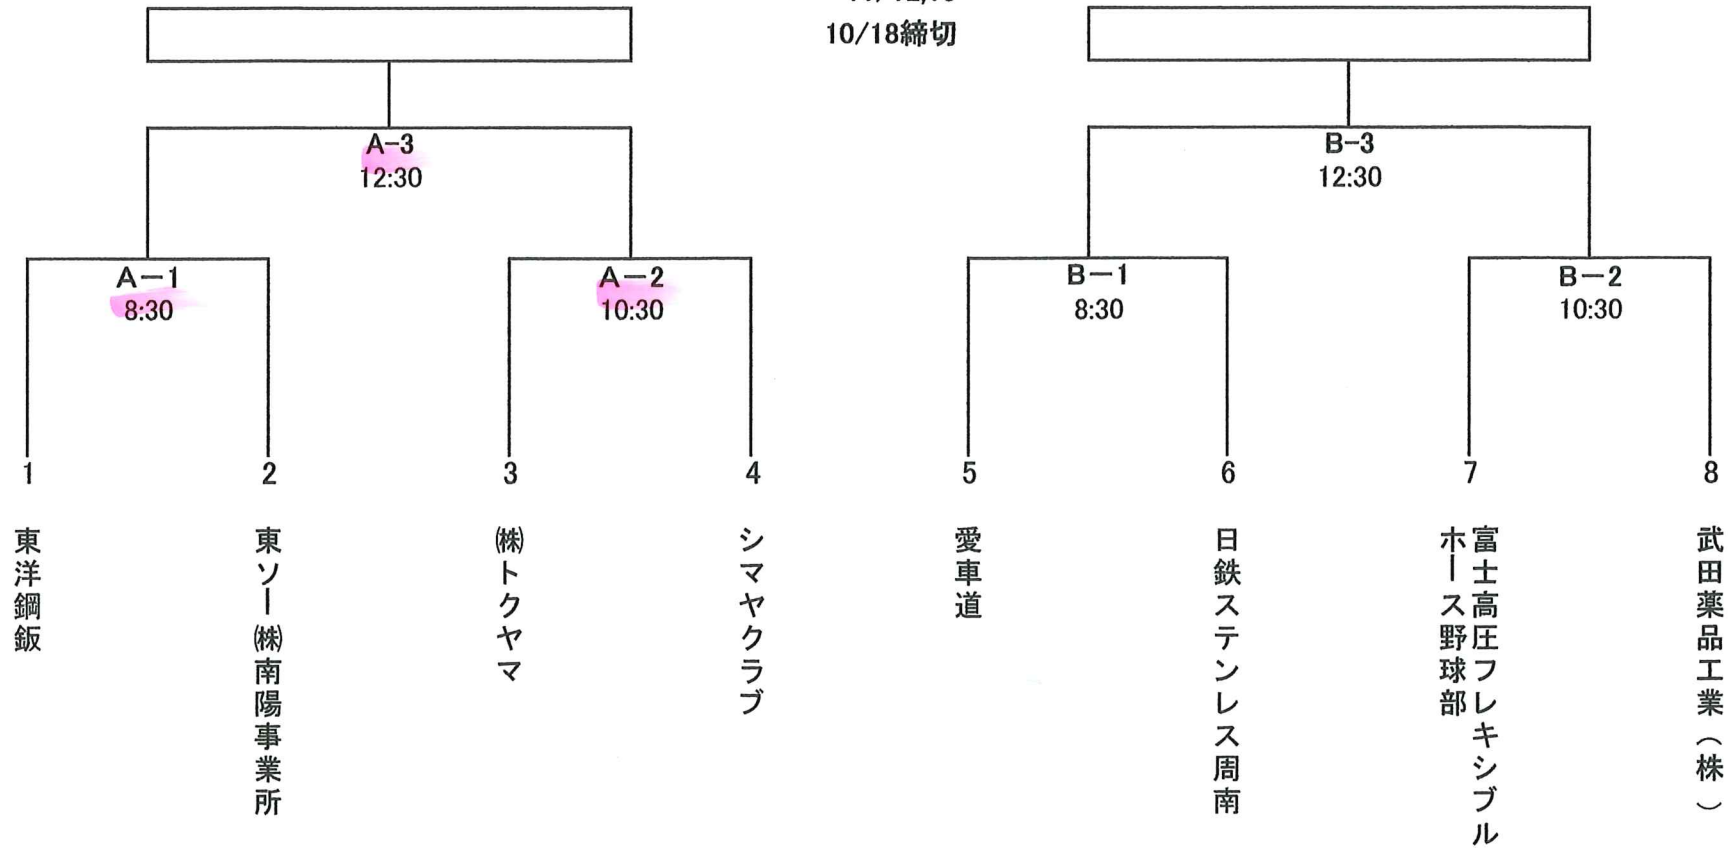 10/18締切
A-3
12:30
B-3
12:30
A-1
8:30
A-2
10:30
B-1
8:30
B-2
10:30
1
2
3
4
5
6
7
8
東洋鋼鈑
東ソー㈱南陽事業所
㈱トクヤマ
シマヤクラブ
愛車道
日鉄ステンレス周南
富士高圧フレキシブル
ホース野球部
武田薬品工業(株)